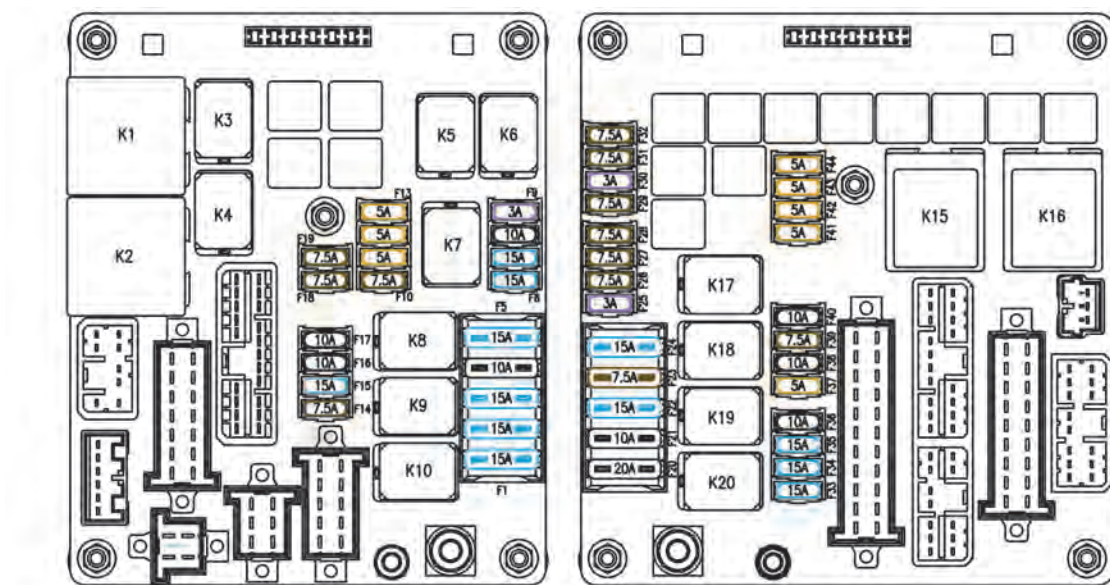 K1
K3
K5
K6
K2
K4
F13
5A
5A
5A
7.5A
F10
K7
F9
3A
10A
15A
15A
F8
F19
7.5A
7.5A
F18
10A F17
10A F16
15A F15
7.5A F14
K8
K9
K10
F5
15A
10A
15A
15A
15A
F1
7.5A F32
7.5A F31
3A F30
7.5A F29
7.5A F28
7.5A F27
7.5A F26
3A F25
15A F24
7.5A F23
15A F22
10A F21
20A F20
5A F44
5A F43
5A F42
5A F41
K15
K16
K17
K18
K19
K20
10A F40
7.5A F39
10A F38
5A F37
10A F36
15A F35
15A F34
15A F33